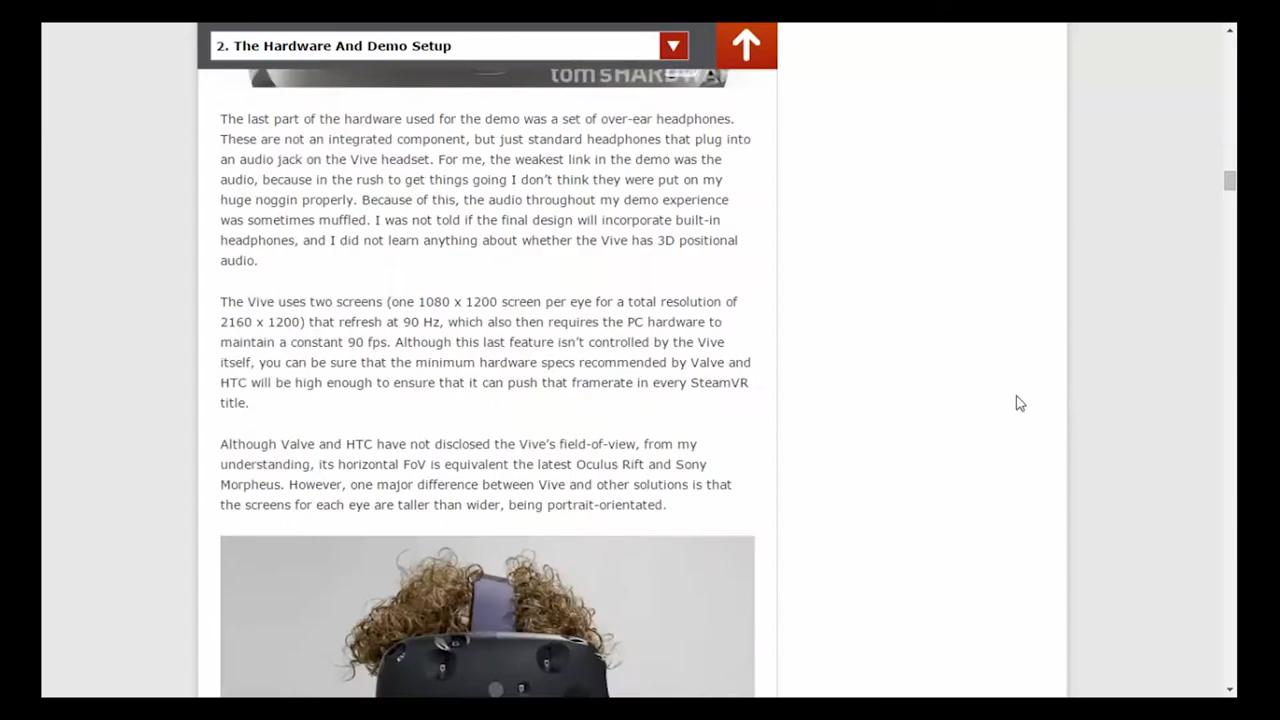 2. The Hardware And Demo Setup
The last part of the hardware used for the demo was a set of over-ear headphones.
These are not an integrated component, but just standard headphones that plug into
an audio jack on the Vive headset. For me, the weakest link in the demo was the
audio, because in the rush to get things going I don’t think they were put on my
huge noggin properly. Because of this, the audio throughout my demo experience
was sometimes muffled. I was not told if the final design will incorporate built-in
headphones, and I did not learn anything about whether the Vive has 3D positional
audio.
The Vive uses two screens (one 1080 x 1200 screen per eye for a total resolution of
2160 x 1200) that refresh at 90 Hz, which also then requires the PC hardware to
maintain a constant 90 fps. Although this last feature isn’t controlled by the Vive
itself, you can be sure that the minimum hardware specs recommended by Valve and
HTC will be high enough to ensure that it can push that framerate in every SteamVR
title.
Although Valve and HTC have not disclosed the Vive’s field-of-view, from my
understanding, its horizontal FoV is equivalent the latest Oculus Rift and Sony
Morpheus. However, one major difference between Vive and other solutions is that
the screens for each eye are taller than wider, being portrait-orientated.